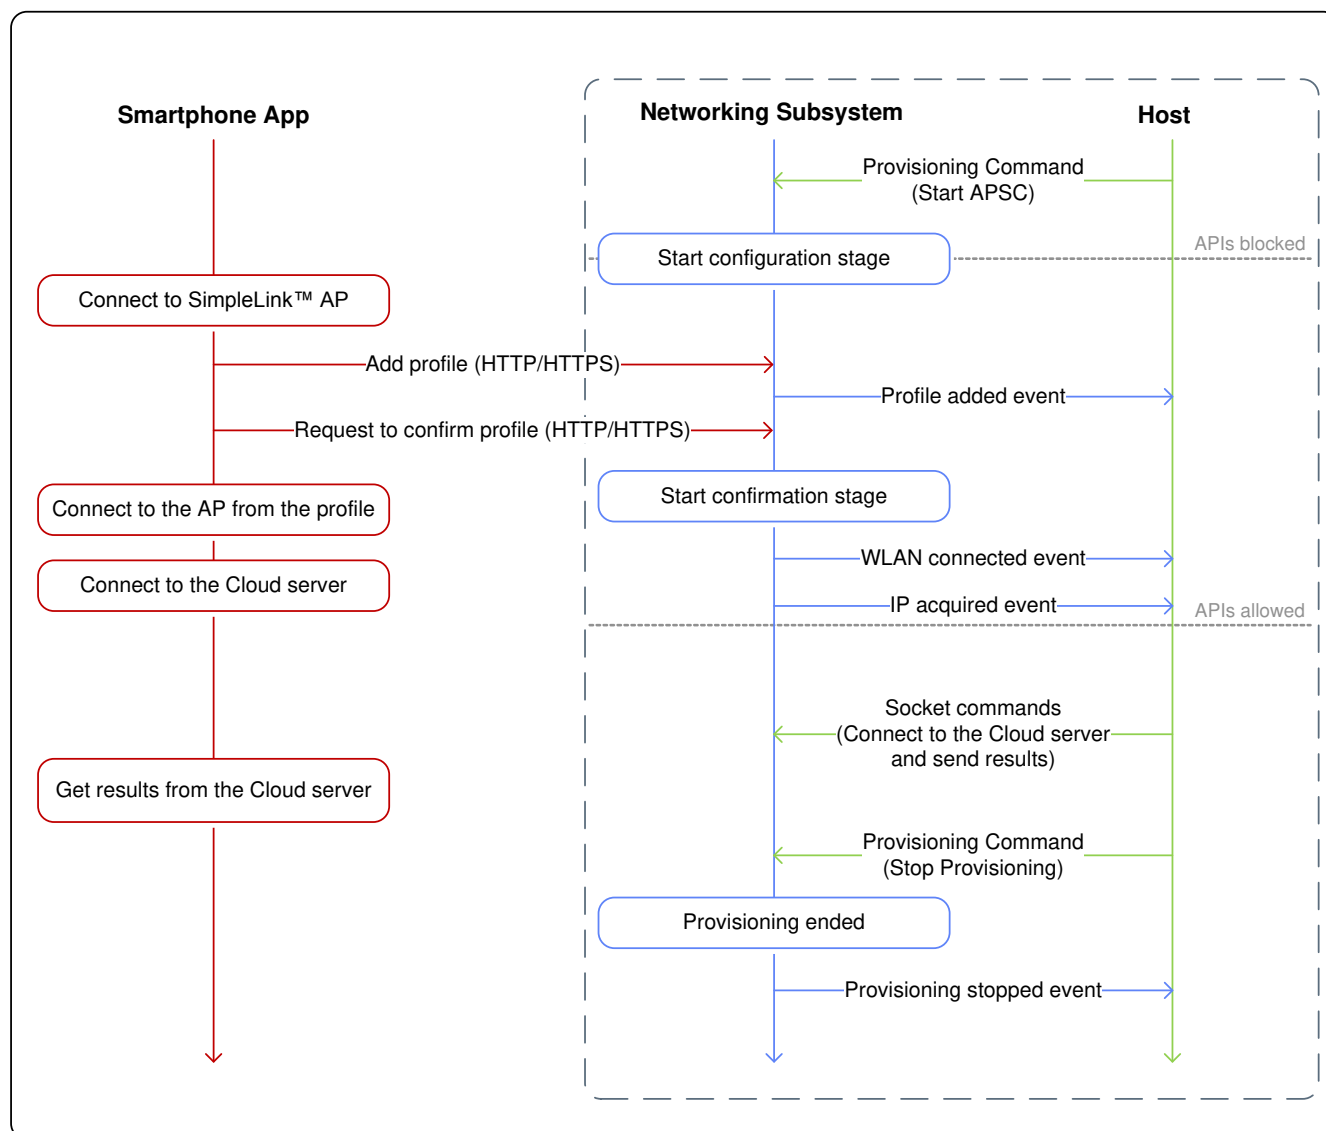 Smartphone App
Networking Subsystem
Host
Provisioning Command
(Start APSC)
APIs blocked
Start configuration stage
Connect to SimpleLink™ AP
Add profile (HTTP/HTTPS)
Profile added event
Request to confirm profile (HTTP/HTTPS)
Start confirmation stage
Connect to the AP from the profile
WLAN connected event
Connect to the Cloud server
IP acquired event
APIs allowed
Socket commands
(Connect to the Cloud server
and send results)
Get results from the Cloud server
Provisioning Command
(Stop Provisioning)
Provisioning ended
Provisioning stopped event